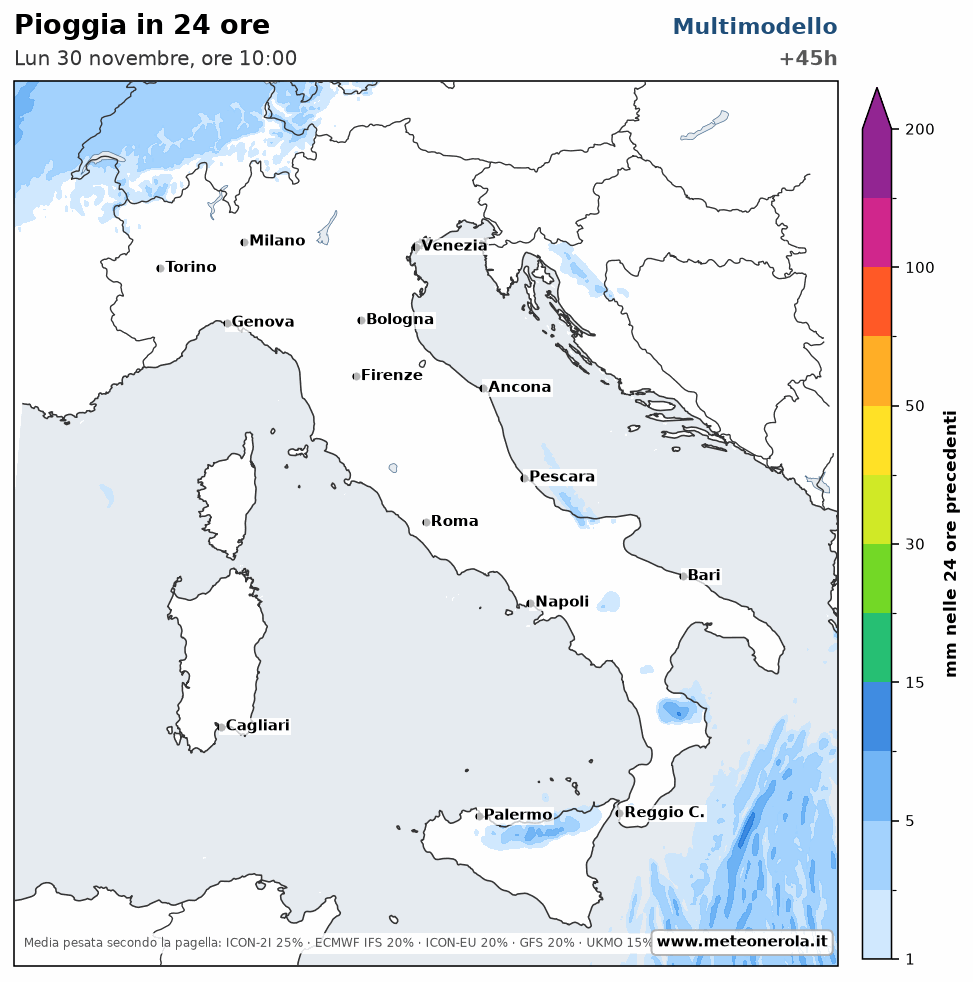 Pioggia in 24 ore
Multimodello
Lun 30 novembre, ore 10:00
+45h
200
100
50
30
15
5
1
mm nelle 24 ore precedenti
Milano
Venezia
Torino
Genova
Bologna
Firenze
Ancona
Pescara
Roma
Bari
Napoli
Cagliari
Palermo
Reggio C.
Media pesata secondo la pagella: ICON-2I 25% · ECMWF IFS 20% · ICON-EU 20% · GFS 20% · UKMO 15%
www.meteonerola.it